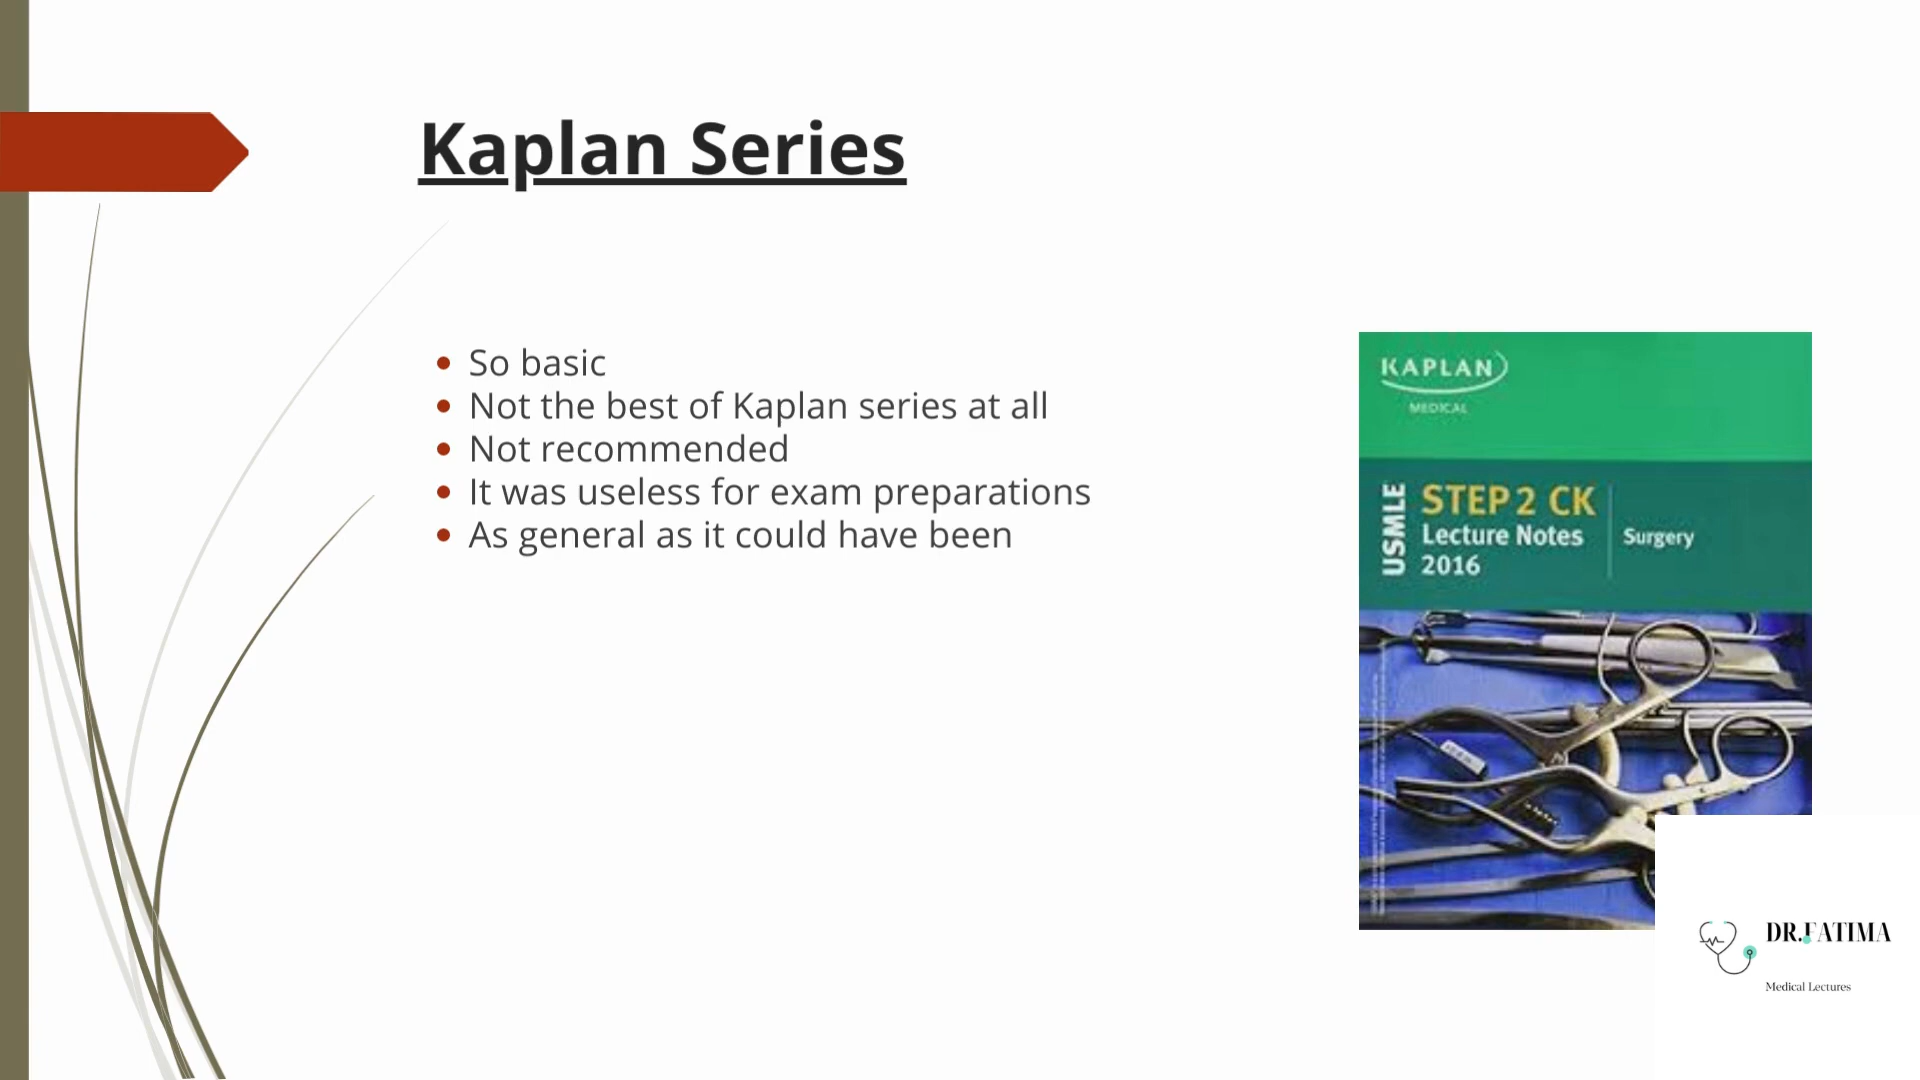 Kaplan Series
So basic
Not the best of Kaplan series at all
Not recommended
It was useless for exam preparations
As general as it could have been
KAPLAN
MEDICAL
USMLE
STEP 2 CK
Lecture Notes
2016
Surgery
DR.FATIMA
Medical Lectures